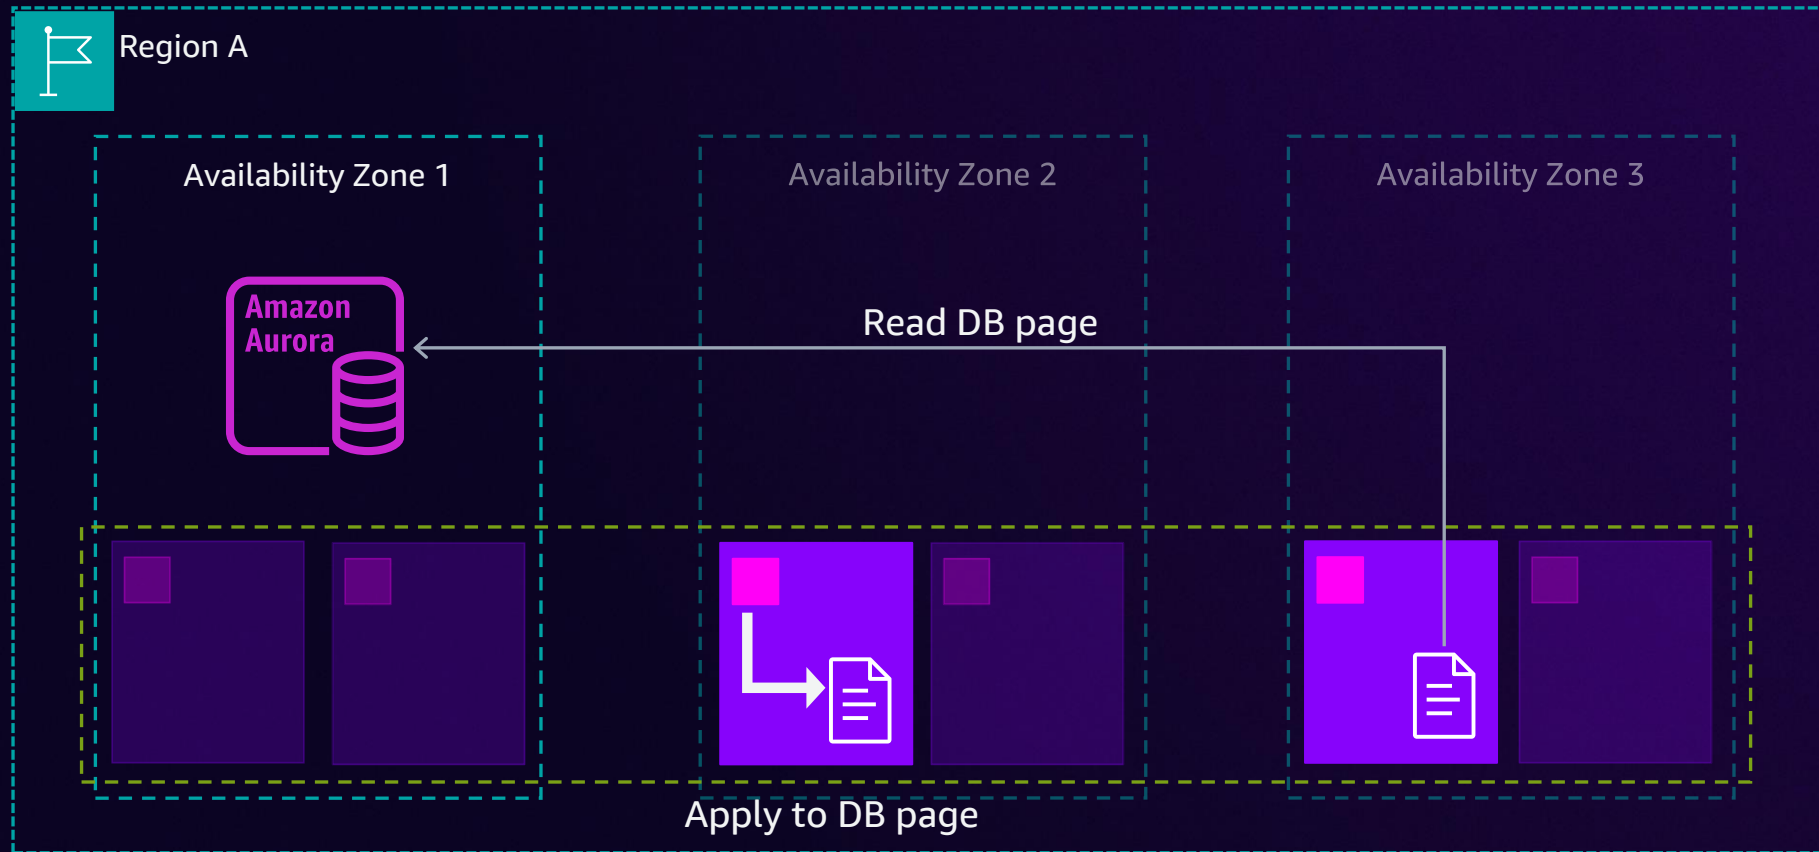 Region A
Availability Zone 1
Availability Zone 2
Availability Zone 3
Amazon
Aurora
Read DB page
Apply to DB page